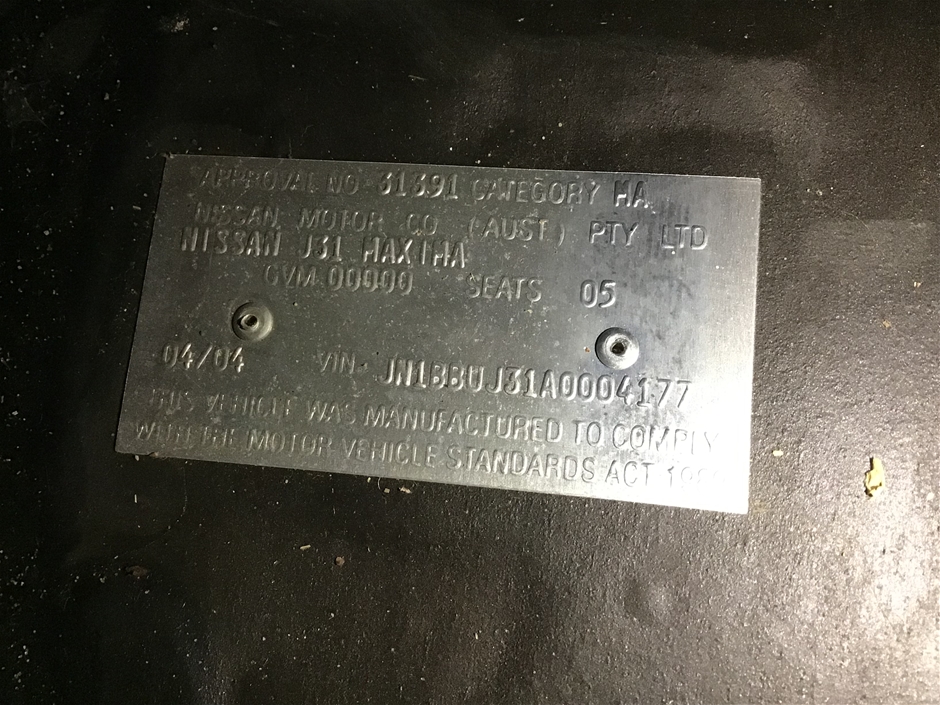 APPROVAL NO 31391 CATEGORY MA
NISSAN MOTOR CO (AUST) PTY LTD
NISSAN J31 MAXIMA
GVM 00000 SEATS 05
04/04 VIN JN1BBUJ31A0004177
THIS VEHICLE WAS MANUFACTURED TO COMPLY
WITH THE MOTOR VEHICLE STANDARDS ACT